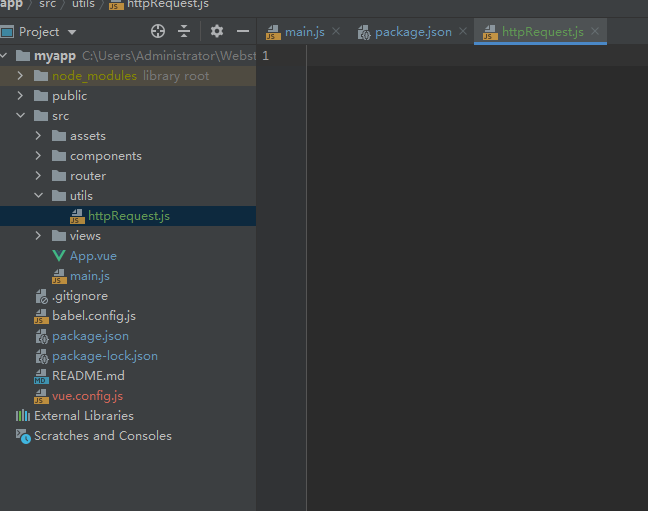 app › src › utils › httpRequest.js
Project
main.js
package.json
httpRequest.js
1
myapp C:\Users\Administrator\Webst
node_modules library root
public
src
assets
components
router
utils
httpRequest.js
views
App.vue
main.js
.gitignore
babel.config.js
package.json
package-lock.json
README.md
vue.config.js
External Libraries
Scratches and Consoles